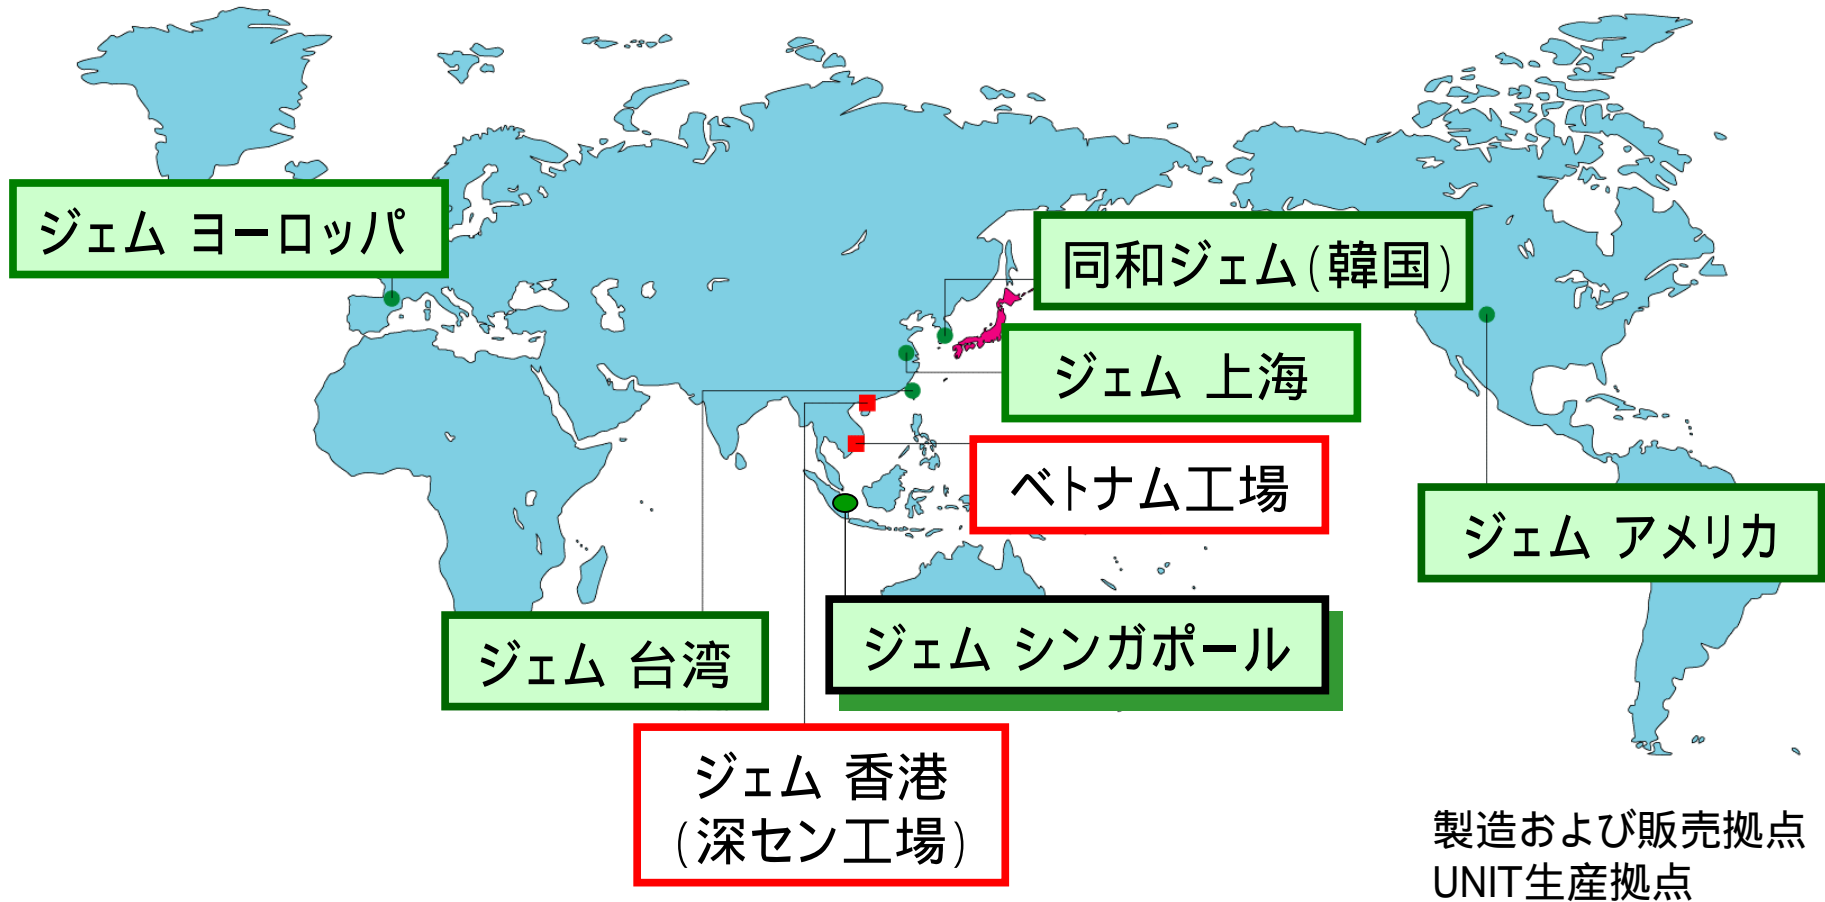 ジェム ヨーロッパ
同和ジェム(韓国)
ジェム 上海
ベトナム工場
ジェム アメリカ
ジェム 台湾
ジェム シンガポール
ジェム 香港
(深セン工場)
製造および販売拠点
UNIT生産拠点